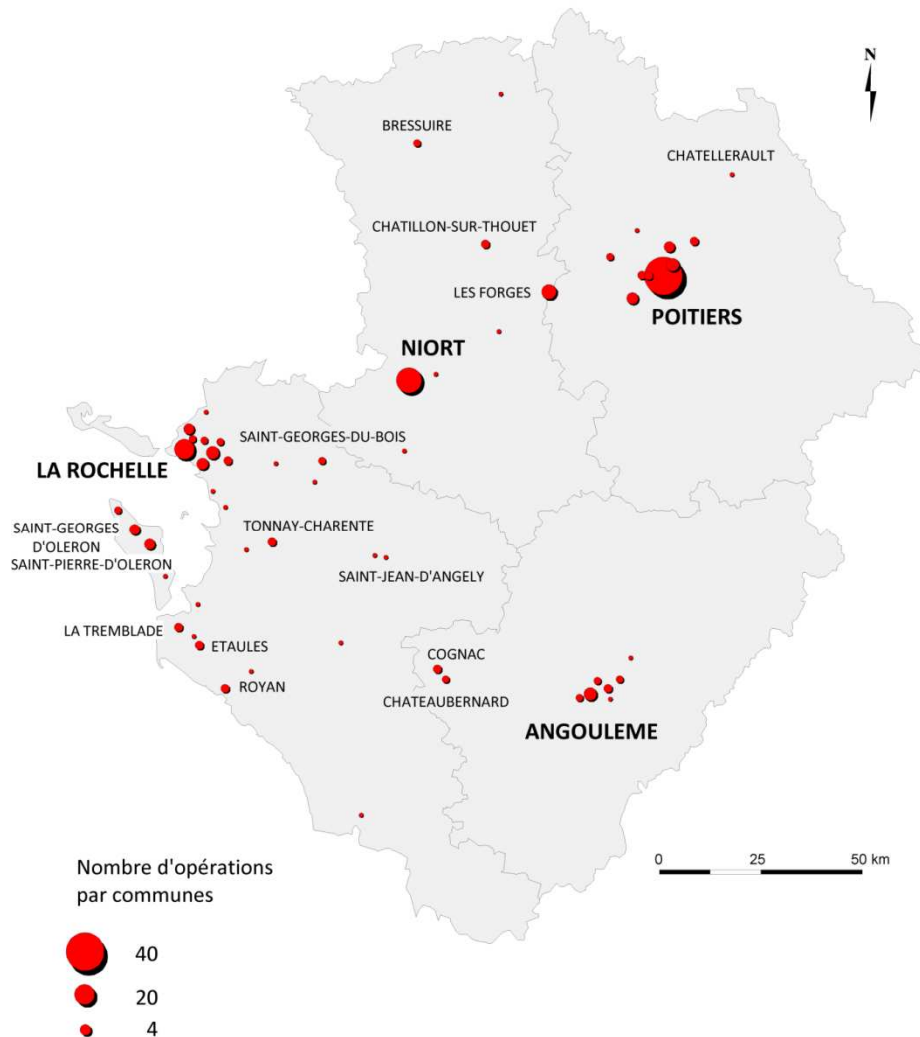 N
BRESSUIRE
CHATELLERAULT
CHATILLON-SUR-THOUET
LES FORGES
POITIERS
NIORT
SAINT-GEORGES-DU-BOIS
LA ROCHELLE
TONNAY-CHARENTE
SAINT-GEORGES
D'OLERON
SAINT-PIERRE-D'OLERON
SAINT-JEAN-D'ANGELY
LA TREMBLADE
ETAULES
COGNAC
ROYAN
CHATEAUBERNARD
ANGOULEME
0 25 50 km
Nombre d'opérations
par communes
40
20
4